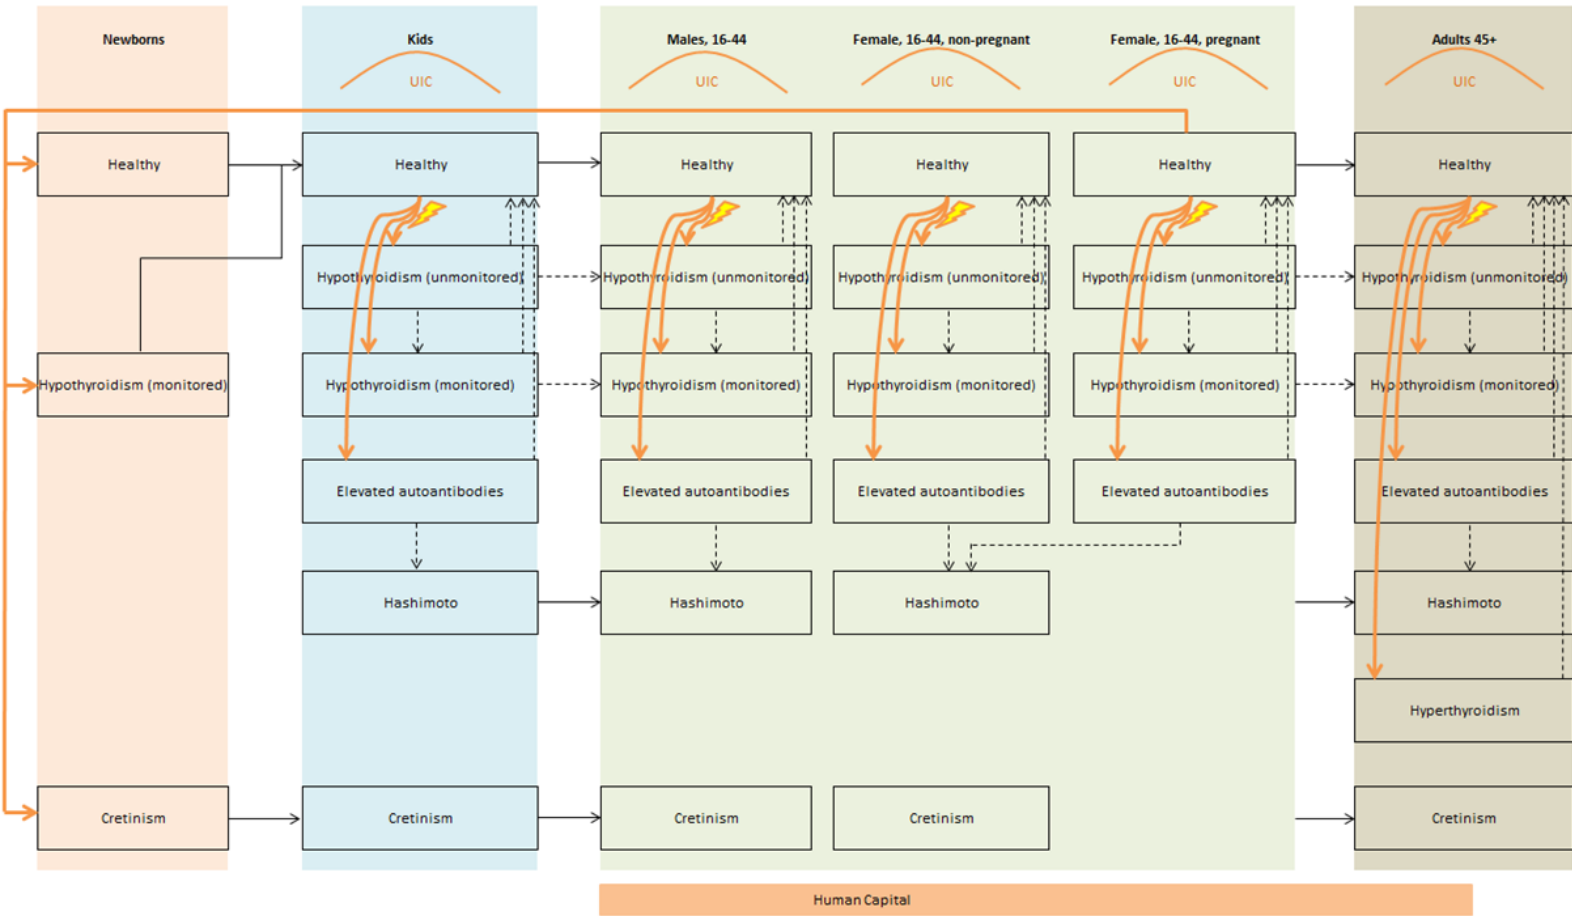 Newborns
Kids
Males, 16-44
Female, 16-44, non-pregnant
Female, 16-44, pregnant
Adults 45+
UIC
UIC
UIC
UIC
UIC
Healthy
Healthy
Healthy
Healthy
Healthy
Healthy
Hypothyroidism (unmonitored)
Hypothyroidism (unmonitored)
Hypothyroidism (unmonitored)
Hypothyroidism (unmonitored)
Hypothyroidism (unmonitored)
Hypothyroidism (monitored)
Hypothyroidism (monitored)
Hypothyroidism (monitored)
Hypothyroidism (monitored)
Hypothyroidism (monitored)
Hypothyroidism (monitored)
Elevated autoantibodies
Elevated autoantibodies
Elevated autoantibodies
Elevated autoantibodies
Elevated autoantibodies
Hashimoto
Hashimoto
Hashimoto
Hashimoto
Hyperthyroidism
Cretinism
Cretinism
Cretinism
Cretinism
Cretinism
Human Capital